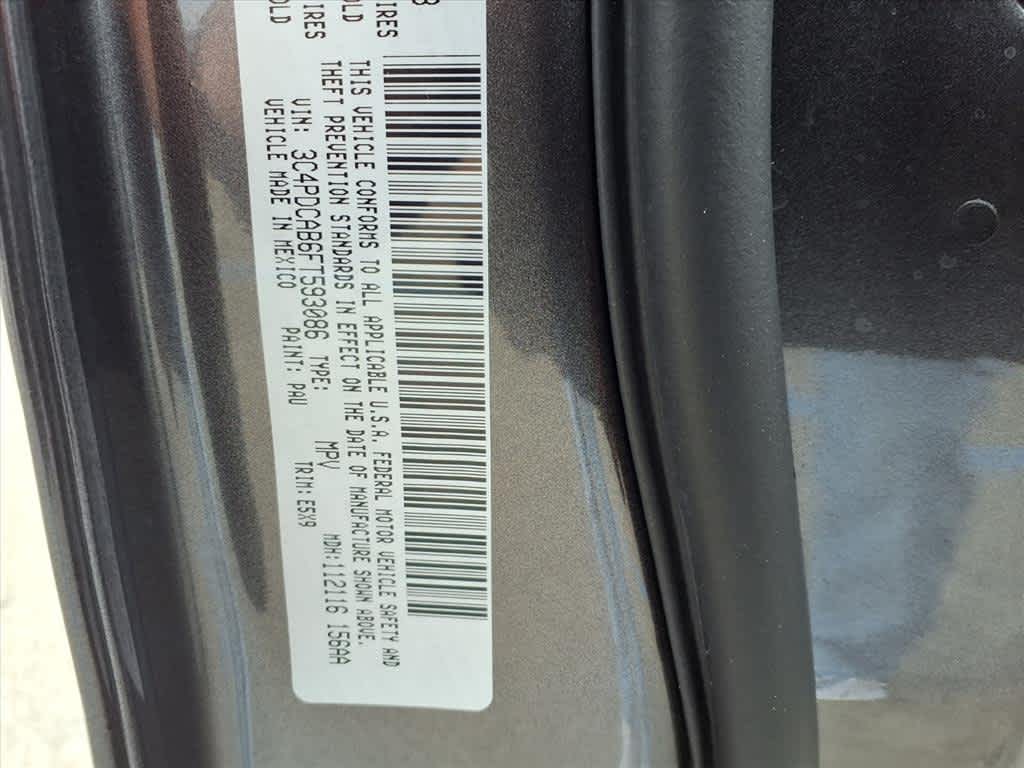 B
IRES
OLD
IRES
OLD
THIS VEHICLE CONFORMS TO ALL APPLICABLE U.S.A. FEDERAL MOTOR VEHICLE SAFETY AND
THEFT PREVENTION STANDARDS IN EFFECT ON THE DATE OF MANUFACTURE SHOWN ABOVE.
VIN: 3C4PDCAB6FT593086 TYPE: MPV MDH:112116 156AA
VEHICLE MADE IN MEXICO PAINT: PAU TRIM: E5X9